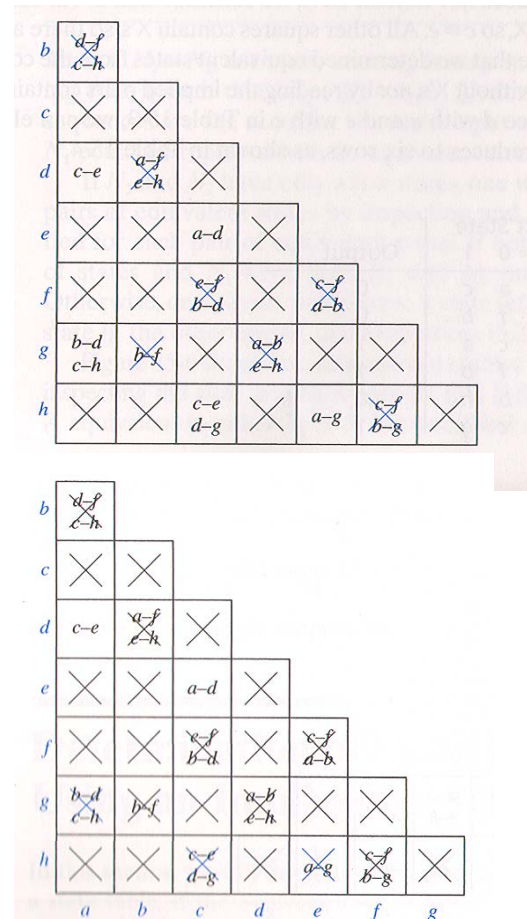 b
d–f
c–h
c
d
c–e
a–f
e–h
e
a–d
f
e–f
b–d
c–f
a–b
g
b–d
c–h
b–f
a–b
e–h
h
c–e
d–g
a–g
c–f
b–g
b
d–f
c–h
c
d
c–e
a–f
e–h
e
a–d
f
e–f
b–d
c–f
a–b
g
b–d
c–h
b–f
a–b
e–h
h
c–e
d–g
a–g
c–f
b–g
a b c d e f g